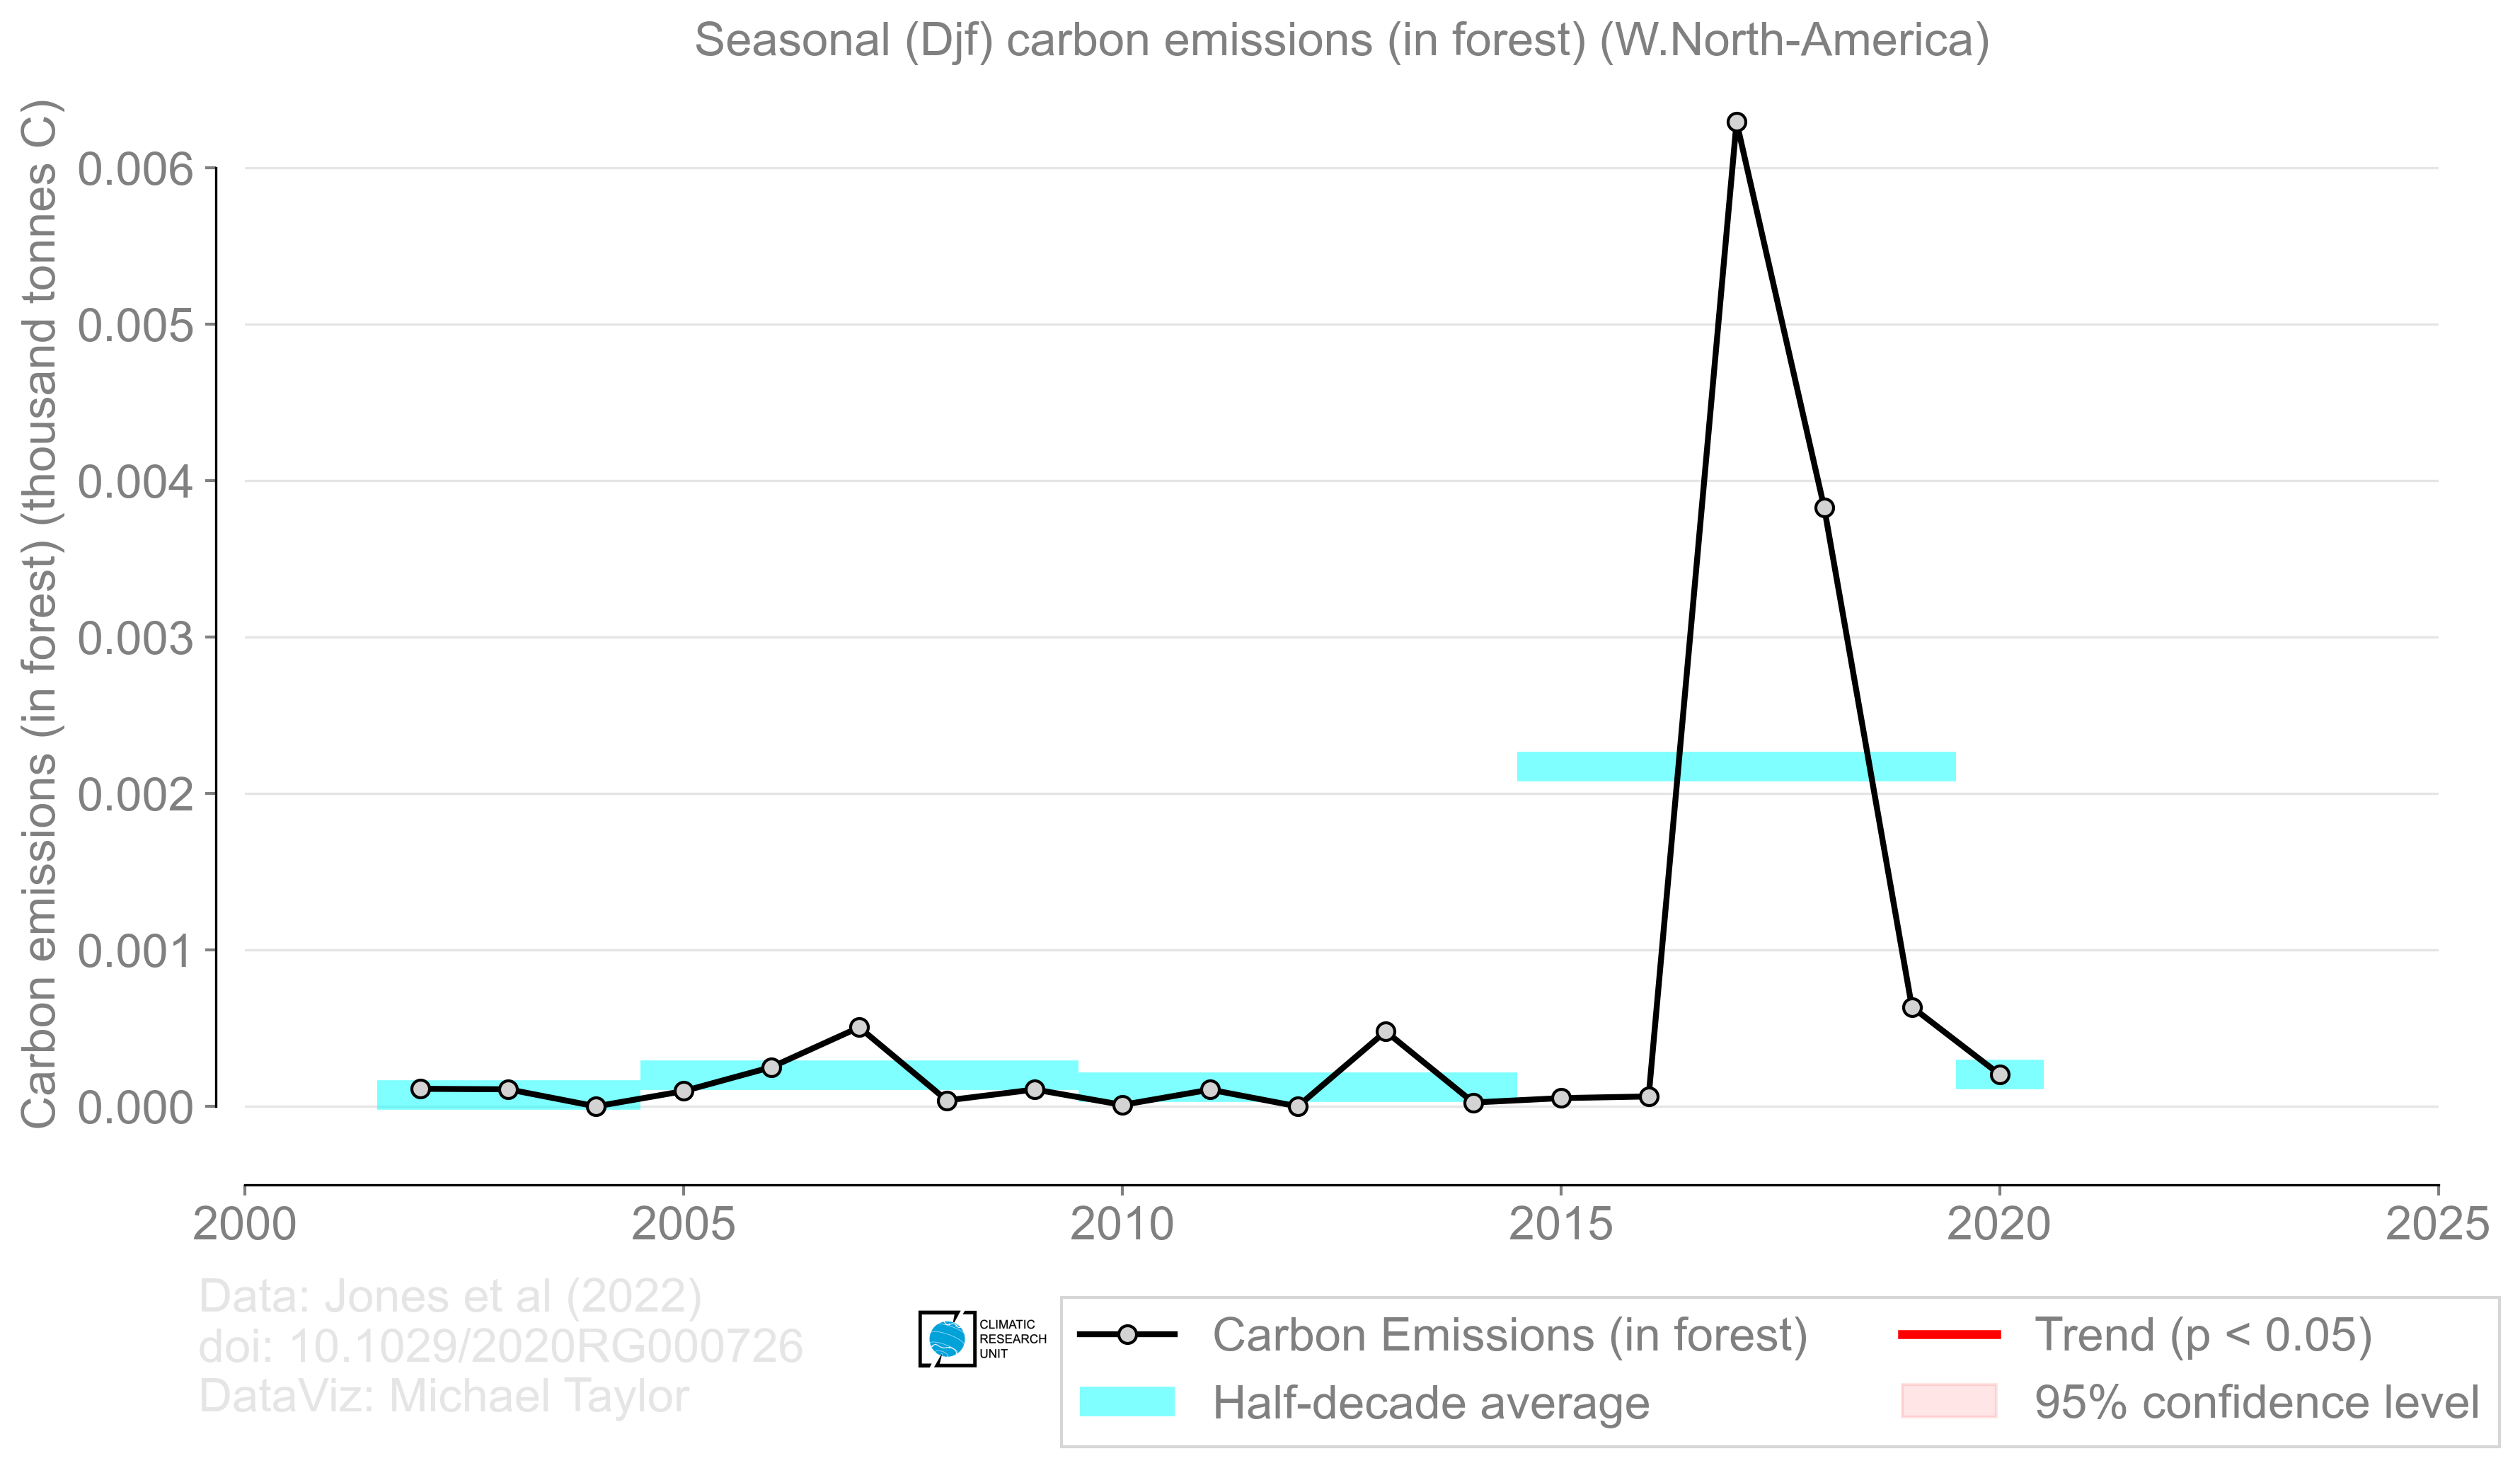 Seasonal (Djf) carbon emissions (in forest) (W.North-America)
Carbon emissions (in forest) (thousand tonnes C)
0.006
0.005
0.004
0.003
0.002
0.001
0.000
2000
2005
2010
2015
2020
2025
Data: Jones et al (2022)
doi: 10.1029/2020RG000726
DataViz: Michael Taylor
CLIMATIC
RESEARCH
UNIT
Carbon Emissions (in forest)
Half-decade average
Trend (p < 0.05)
95% confidence level